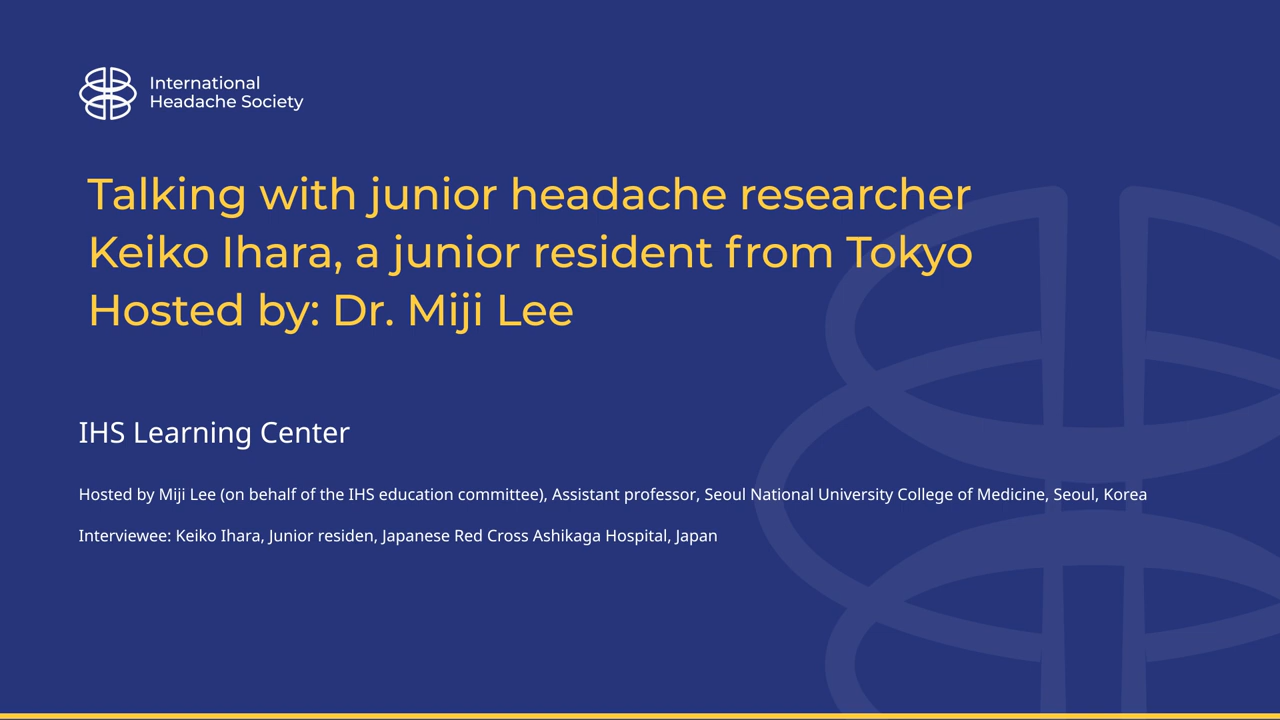 International
Headache Society
Talking with junior headache researcher
Keiko Ihara, a junior resident from Tokyo
Hosted by: Dr. Miji Lee
IHS Learning Center
Hosted by Miji Lee (on behalf of the IHS education committee), Assistant professor, Seoul National University College of Medicine, Seoul, Korea
Interviewee: Keiko Ihara, Junior residen, Japanese Red Cross Ashikaga Hospital, Japan